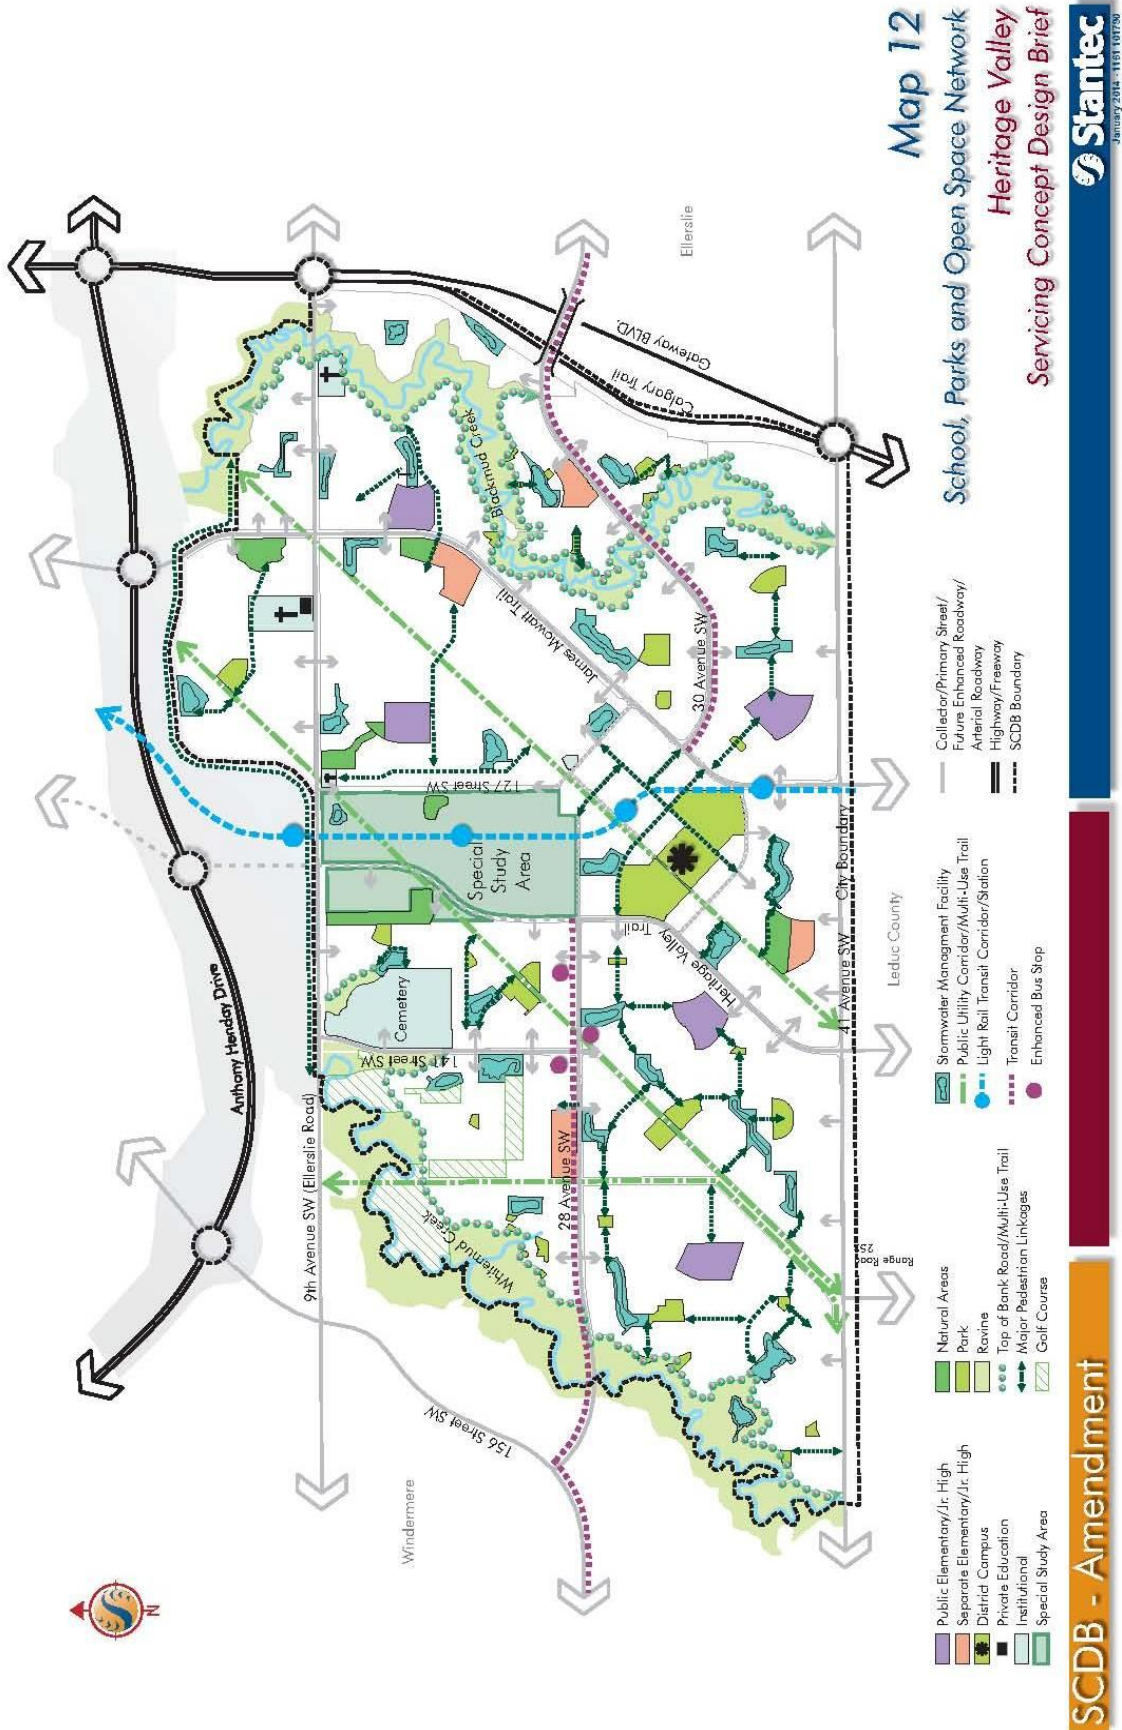 Map 12
School, Parks and Open Space Network
Heritage Valley
Servicing Concept Design Brief
Stantec
January 2014 - 1161 101790
SCDB - Amendment
N
Windermere
Ellerslie
Leduc County
Anthony Henday Drive
9th Avenue SW (Ellerslie Road)
156 Street SW
Whitemud Creek
28 Avenue SW
141 Street SW
Cemetery
Special
Study
Area
127 Street SW
Heritage Valley
Trail
James Mowatt Trail
30 Avenue SW
Blackmud Creek
Calgary Trail
Gateway BLVD.
41 Avenue SW
City Boundary
Range Road
Public Elementary/Jr. High
Separate Elementary/Jr. High
District Campus
Private Education
Institutional
Special Study Area
Natural Areas
Park
Ravine
Top of Bank Road/Multi-Use Trail
Major Pedestrian Linkages
Golf Course
Stormwater Managment Facility
Public Utility Corridor/Multi-Use Trail
Light Rail Transit Corridor/Station
Transit Corridor
Enhanced Bus Stop
Collector/Primary Street/
Future Enhanced Roadway/
Arterial Roadway
Highway/Freeway
SCDB Boundary